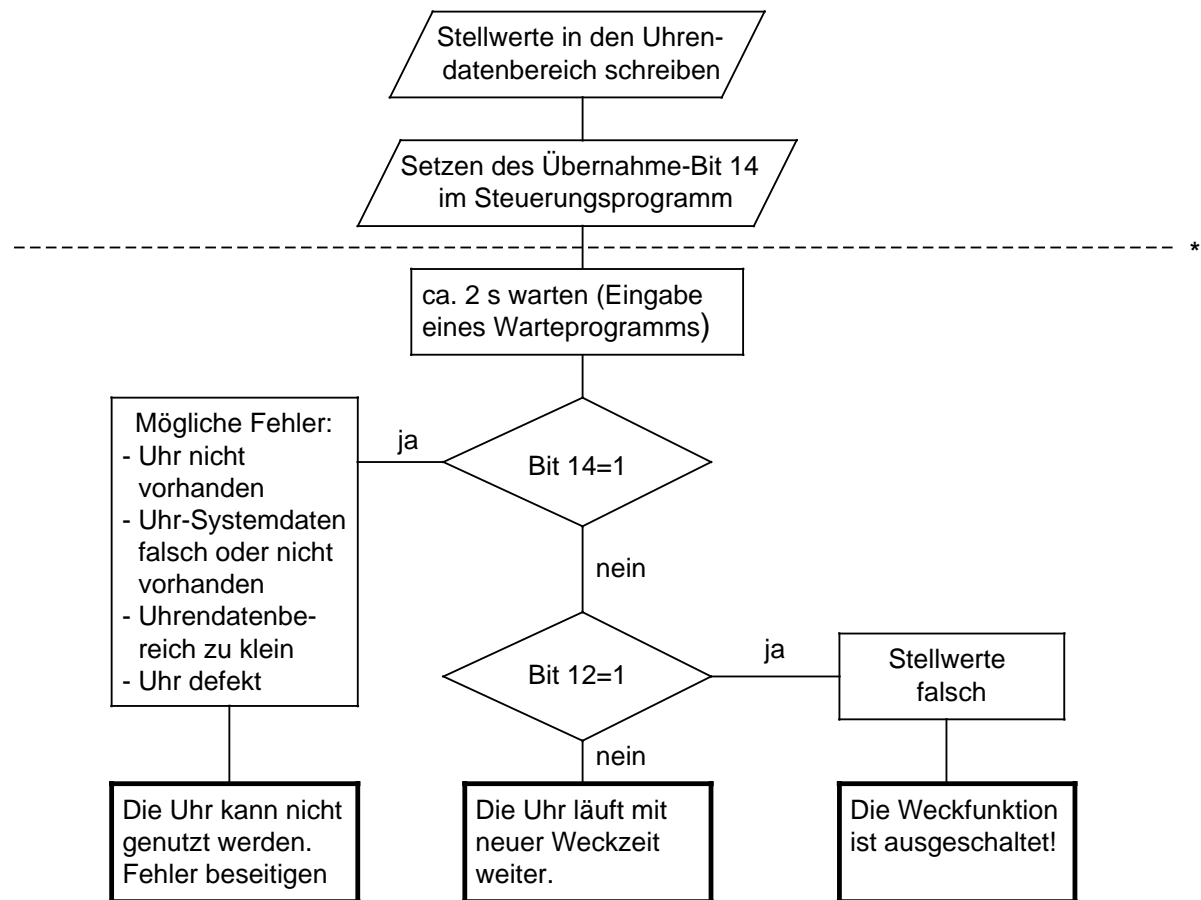 Stellwerte in den Uhren-
datenbereich schreiben
Setzen des Übernahme-Bit 14
im Steuerungsprogramm
*
ca. 2 s warten (Eingabe
eines Warteprogramms)
Mögliche Fehler:
- Uhr nicht
vorhanden
- Uhr-Systemdaten
falsch oder nicht
vorhanden
- Uhrendatenbe-
reich zu klein
- Uhr defekt
ja
Bit 14=1
nein
Bit 12=1
ja
Stellwerte
falsch
nein
Die Uhr kann nicht
genutzt werden.
Fehler beseitigen
Die Uhr läuft mit
neuer Weckzeit
weiter.
Die Weckfunktion
ist ausgeschaltet!